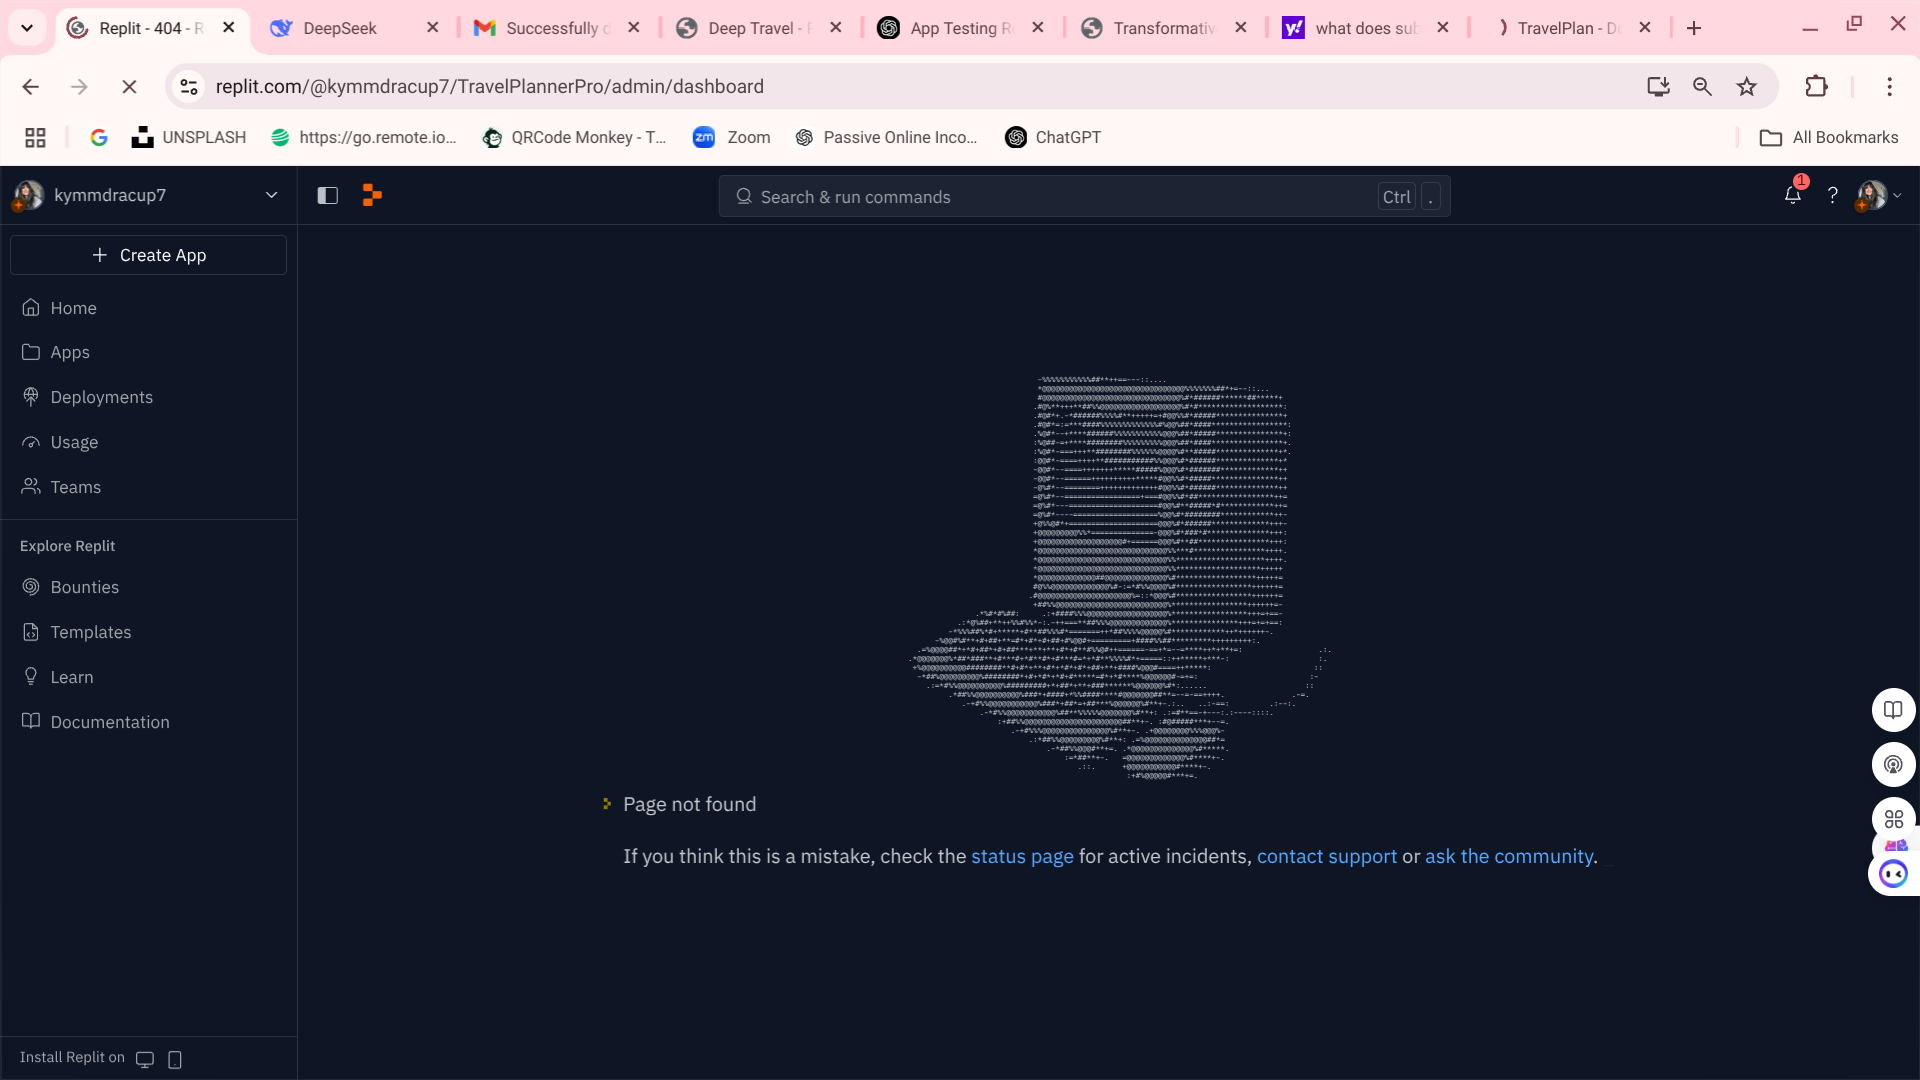 Replit - 404 - R
DeepSeek
Successfully d
Deep Travel - F
App Testing Re
Transformativ
what does sub
TravelPlan - Do
replit.com/@kymmdracup7/TravelPlannerPro/admin/dashboard
UNSPLASH
https://go.remote.io...
QRCode Monkey - T...
zm
Zoom
Passive Online Inco...
ChatGPT
All Bookmarks
kymmdracup7
Search & run commands
Ctrl
.
1
?
+ Create App
Home
Apps
Deployments
Usage
Teams
Explore Replit
Bounties
Templates
Learn
Documentation
Page not found
If you think this is a mistake, check the status page for active incidents, contact support or ask the community.
Install Replit on